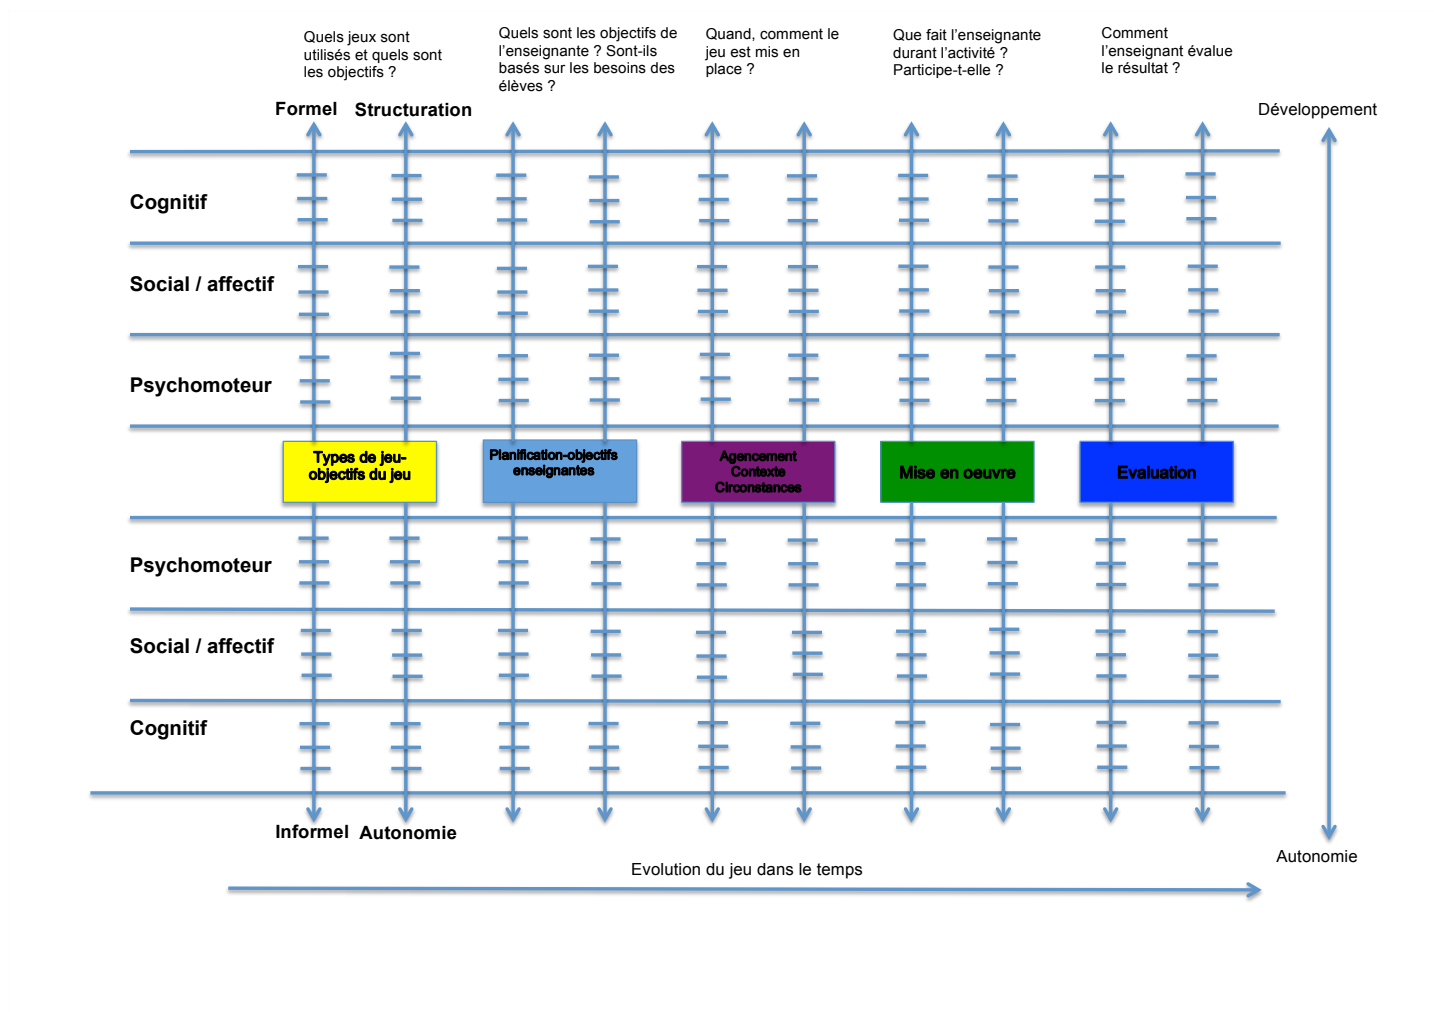 Quels jeux sont
utilisés et quels sont
les objectifs ?
Quels sont les objectifs de
l’enseignante ? Sont-ils
basés sur les besoins des
élèves ?
Quand, comment le
jeu est mis en
place ?
Que fait l’enseignante
durant l’activité ?
Participe-t-elle ?
Comment
l’enseignant évalue
le résultat ?
Formel
Structuration
Développement
Cognitif
Social / affectif
Psychomoteur
Types de jeu-
objectifs du jeu
Planification-objectifs
enseignantes
Agencement
Contexte
Circonstances
Mise en oeuvre
Evaluation
Psychomoteur
Social / affectif
Cognitif
Informel
Autonomie
Autonomie
Evolution du jeu dans le temps